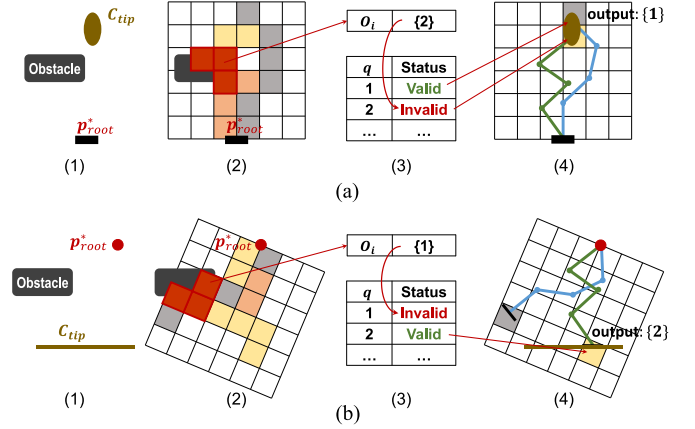 C_tip
Obstacle
p*_root
(1)
p*_root
(2)
O_i {2}
q Status
1 Valid
2 Invalid
... ...
(3)
output: {1}
(4)
(a)
p*_root
Obstacle
C_tip
(1)
p*_root
(2)
O_i {1}
q Status
1 Invalid
2 Valid
... ...
(3)
output: {2}
(4)
(b)